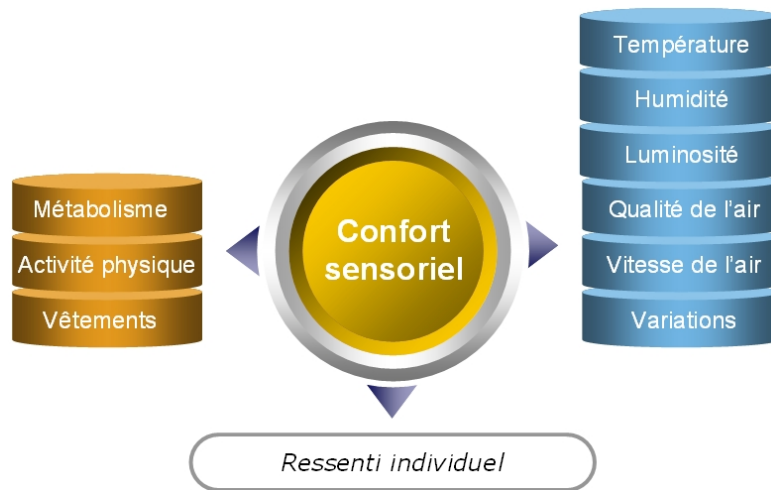 Métabolisme
Activité physique
Vêtements
Confort
sensoriel
Température
Humidité
Luminosité
Qualité de l'air
Vitesse de l'air
Variations
Ressenti individuel